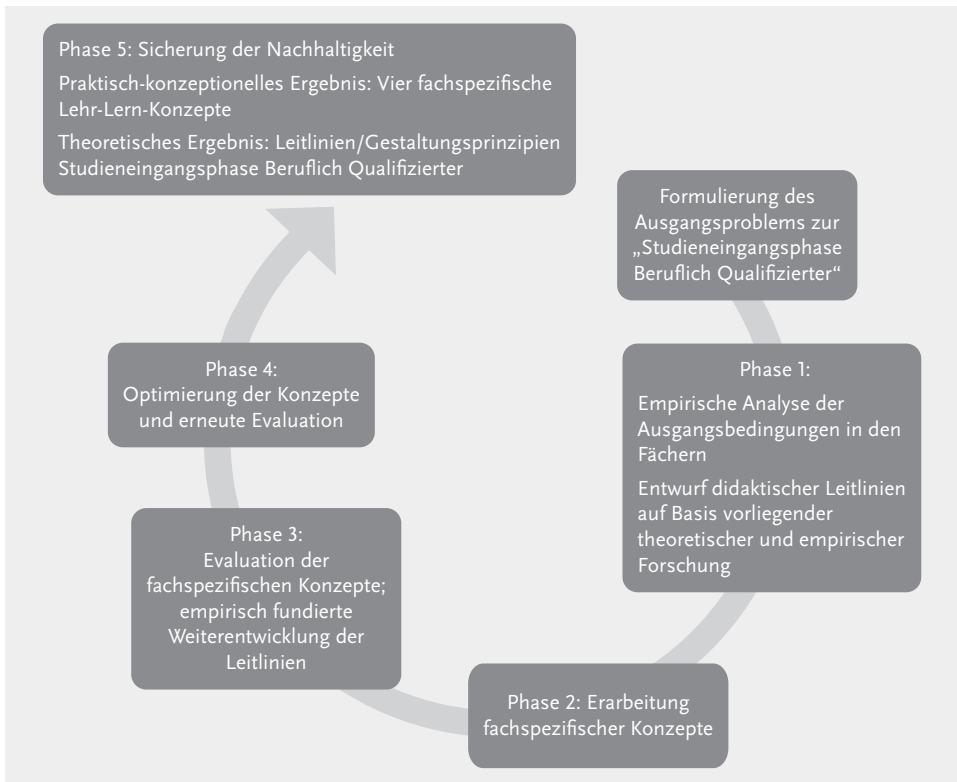 Phase 5: Sicherung der Nachhaltigkeit
Praktisch-konzeptionelles Ergebnis: Vier fachspezifische
Lehr-Lern-Konzepte
Theoretisches Ergebnis: Leitlinien/Gestaltungsprinzipien
Studieneingangsphase Beruflich Qualifizierter
Formulierung des
Ausgangsproblems zur
„Studieneingangsphase
Beruflich Qualifizierter“
Phase 1:
Empirische Analyse der
Ausgangsbedingungen in den
Fächern
Entwurf didaktischer Leitlinien
auf Basis vorliegender
theoretischer und empirischer
Forschung
Phase 2: Erarbeitung
fachspezifischer Konzepte
Phase 3:
Evaluation der
fachspezifischen Konzepte;
empirisch fundierte
Weiterentwicklung der
Leitlinien
Phase 4:
Optimierung der Konzepte
und erneute Evaluation